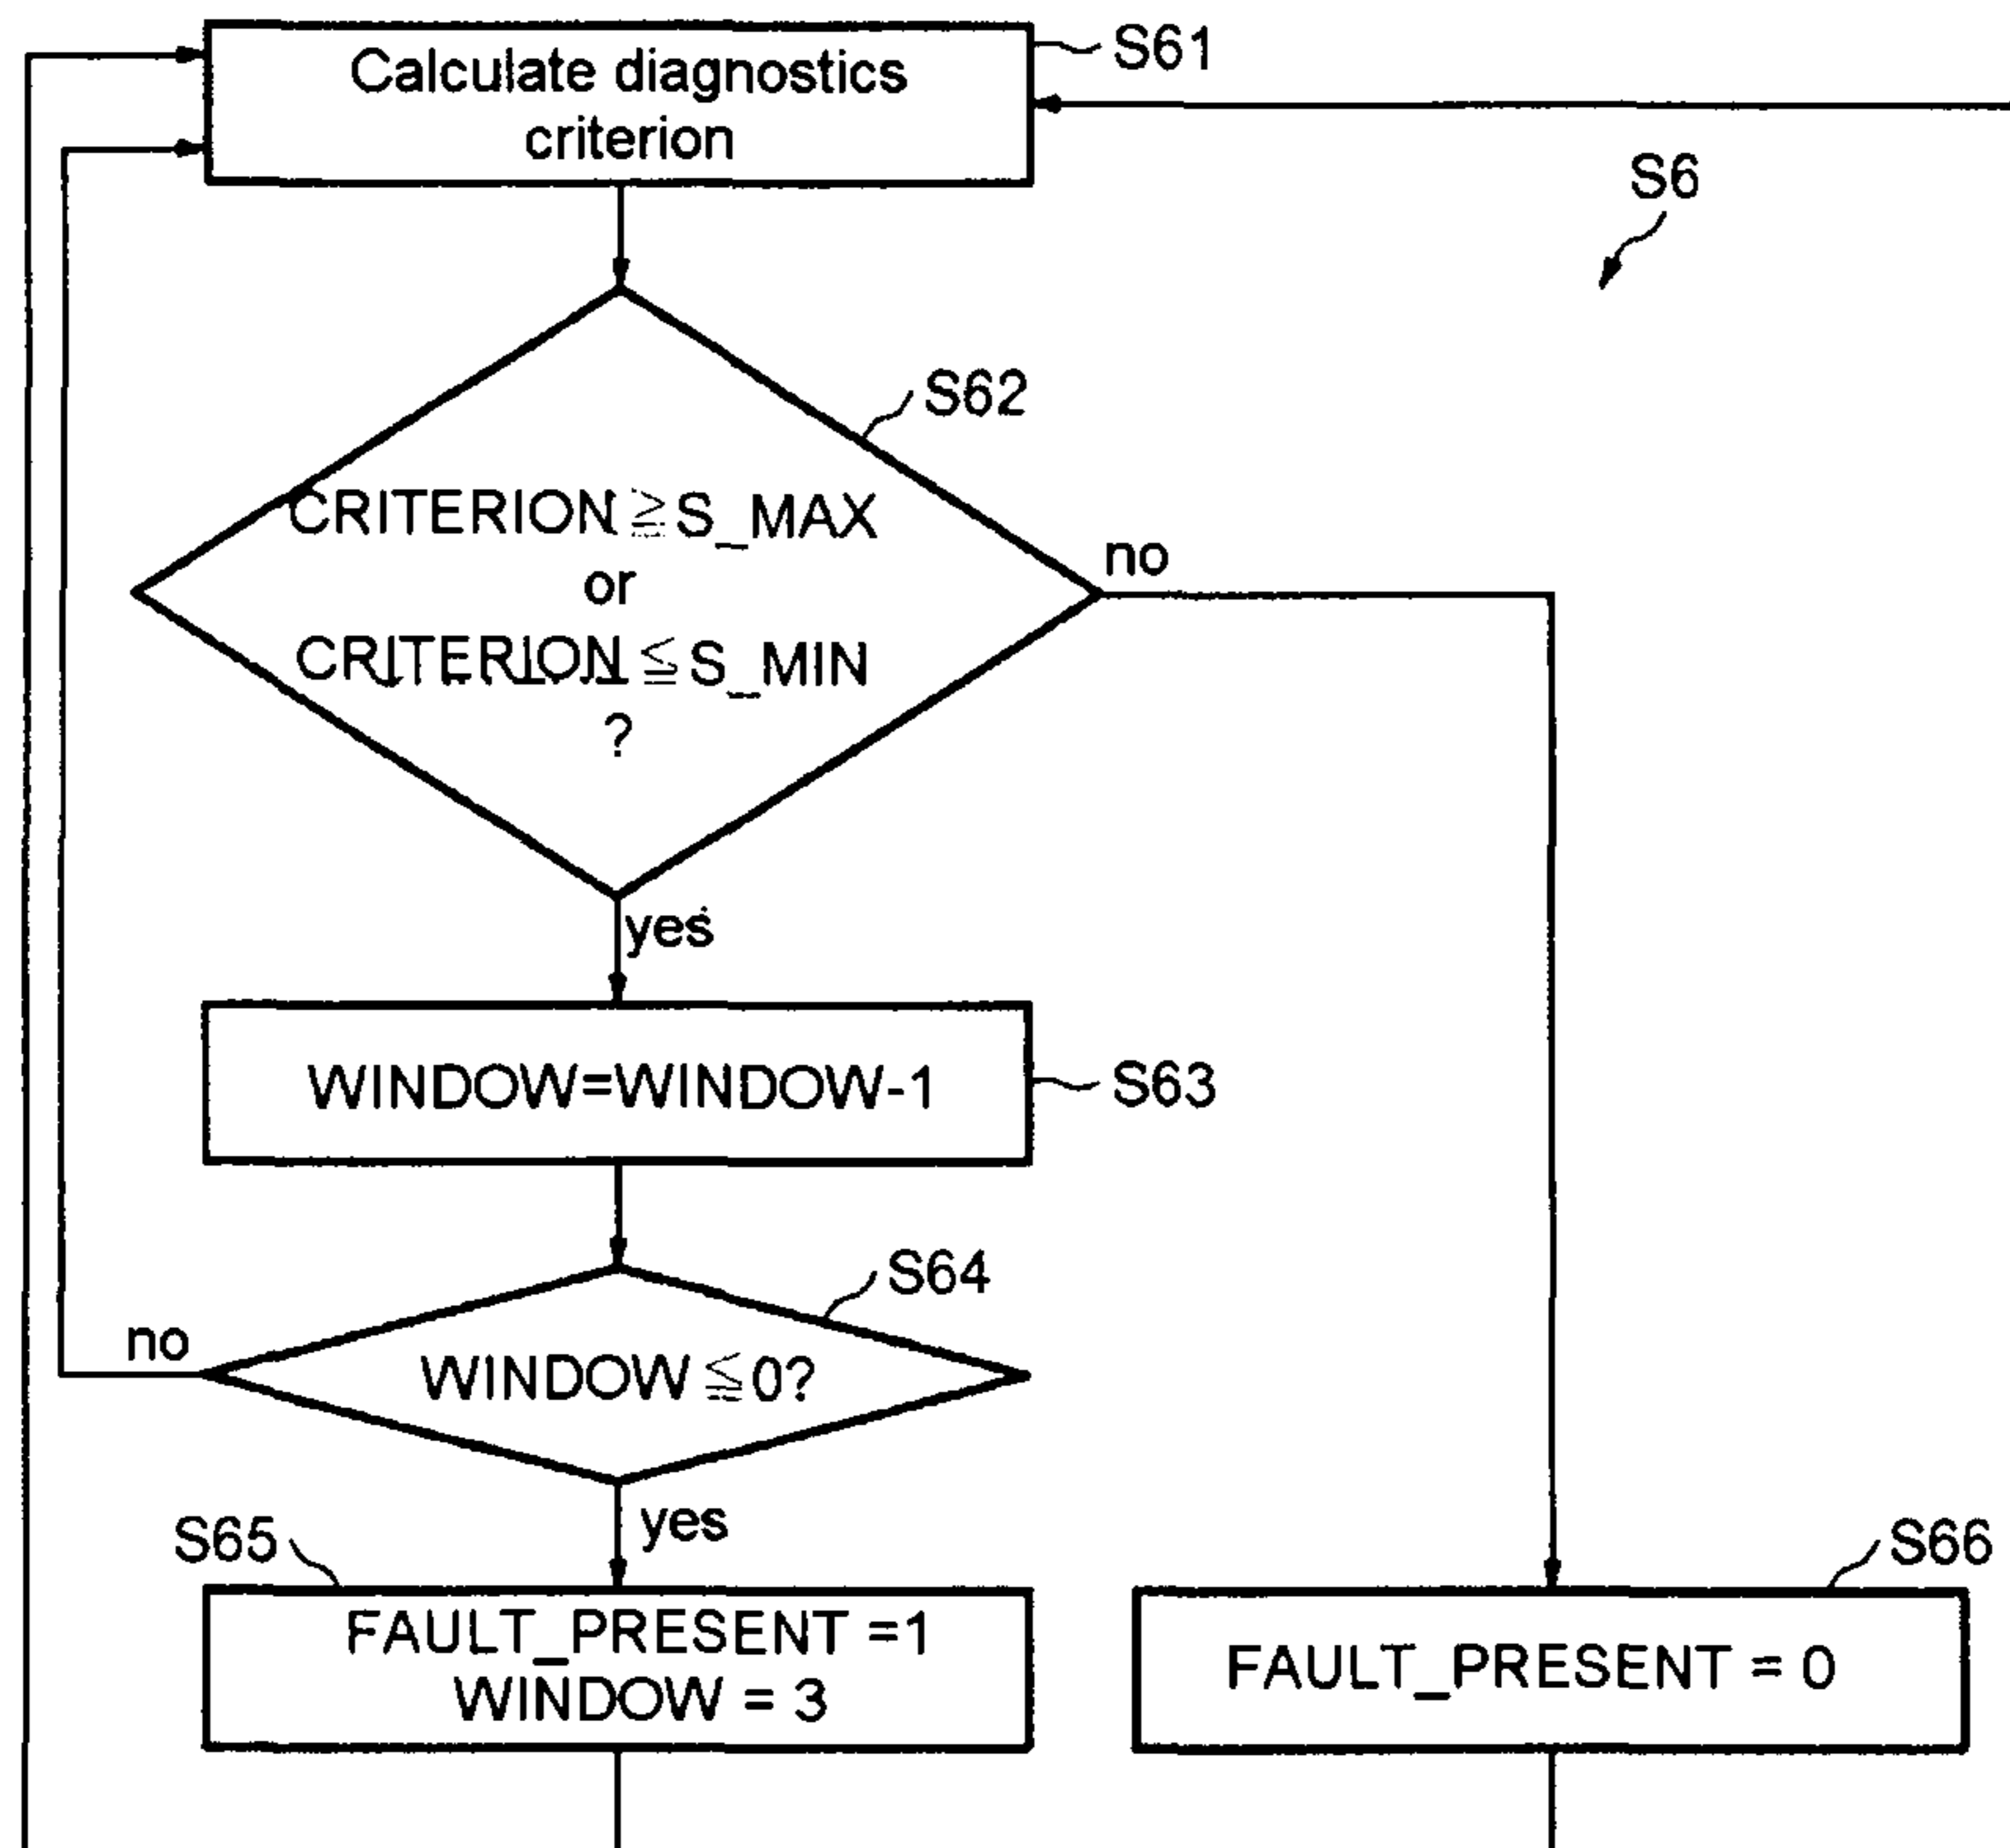 Calculate diagnostics
criterion
S61
S6
S62
CRITERION ≧ S_MAX
or
CRITERION ≦ S_MIN
?
no
yes
WINDOW=WINDOW-1
S63
S64
no
WINDOW ≦ 0?
yes
S65
S66
FAULT_PRESENT =1
WINDOW = 3
FAULT_PRESENT = 0